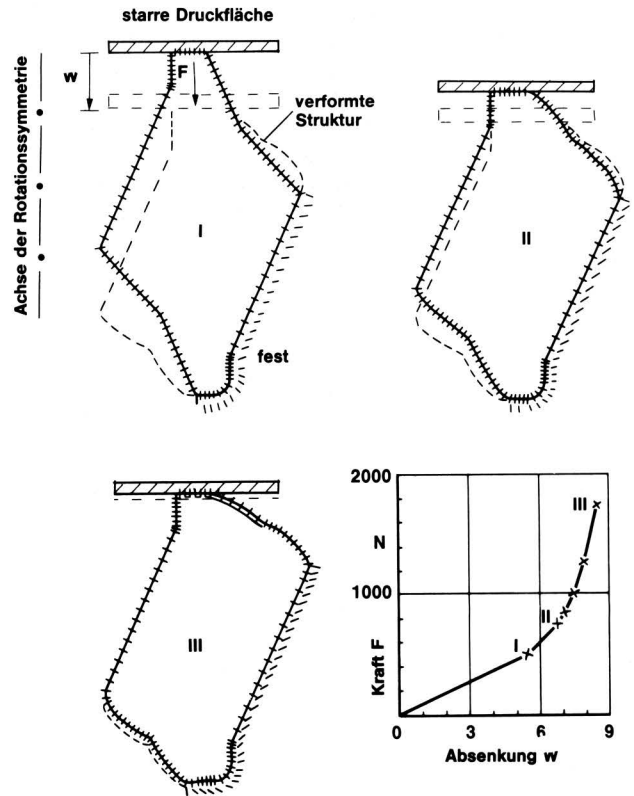 starre Druckfläche
w
F
Achse der Rotationssymmetrie
verformte
Struktur
I
II
fest
III
2000
N
1000
Kraft F
I
II
III
0
3
6
9
Absenkung w